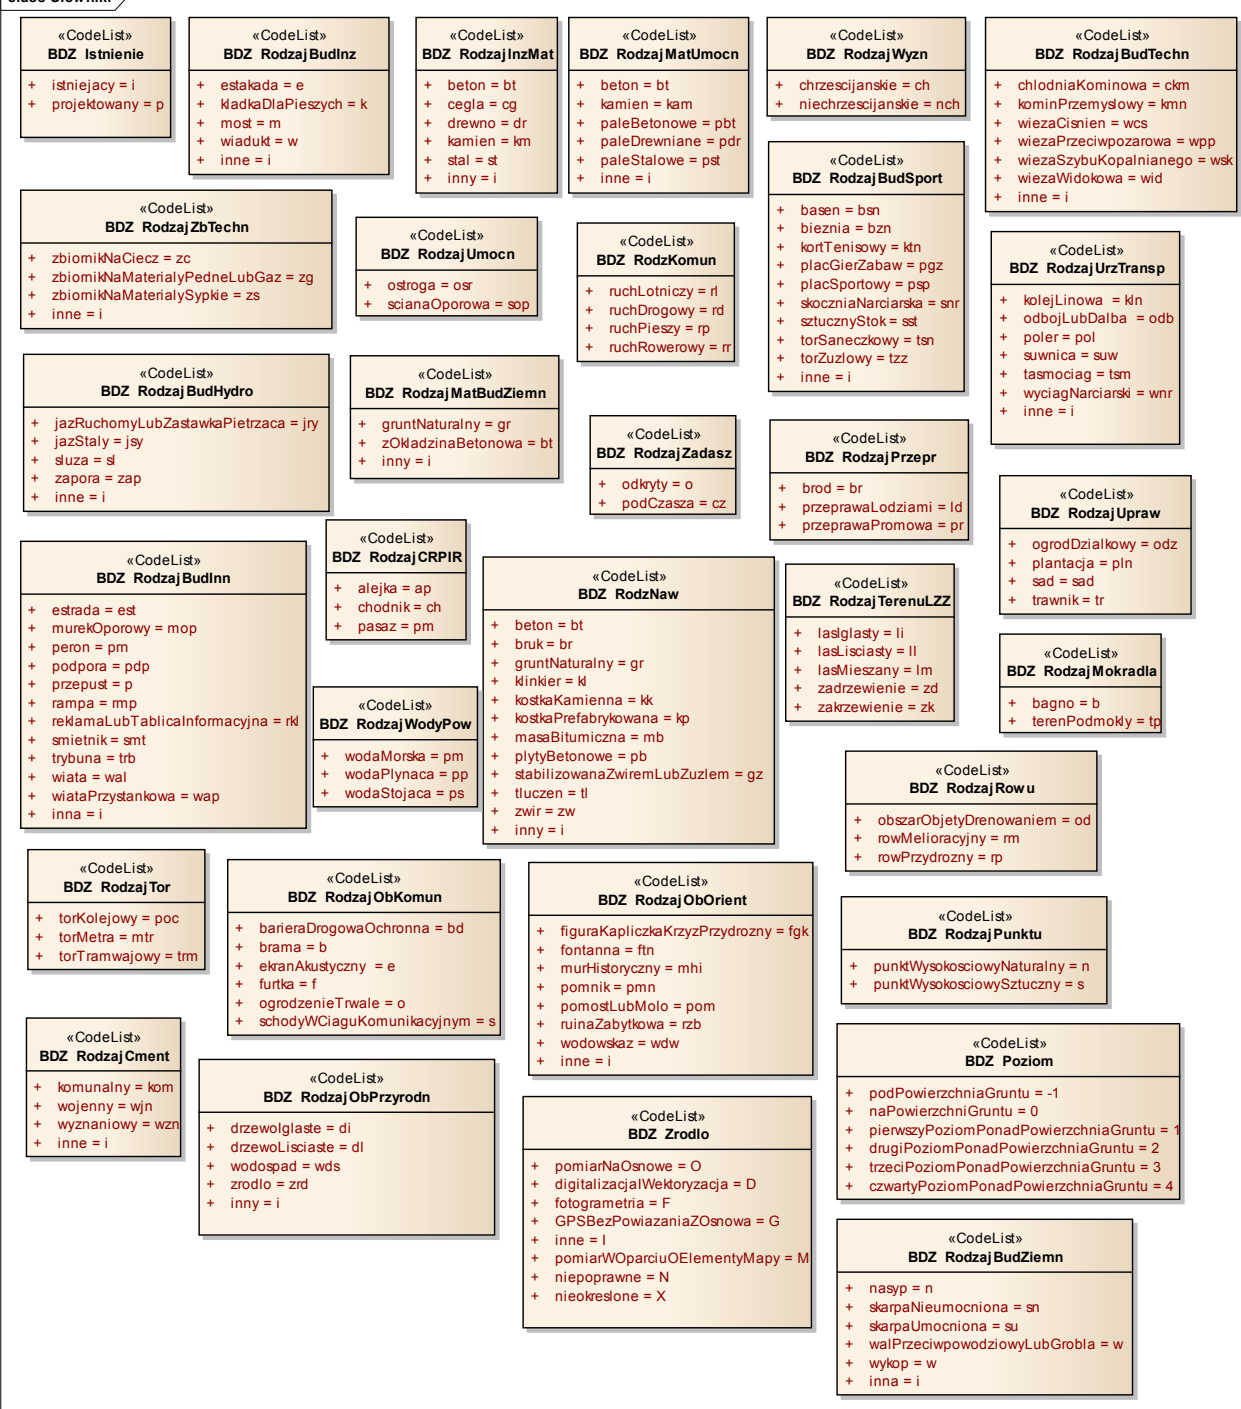 class Slowniki
«CodeList»
BDZ_Istnienie
+ istniejacy = i
+ projektowany = p
«CodeList»
BDZ_RodzajBudInz
+ estakada = e
+ kladkaDlaPieszych = k
+ most = m
+ wiadukt = w
+ inne = i
«CodeList»
BDZ_RodzajInzMat
+ beton = bt
+ cegla = cg
+ drewno = dr
+ kamien = km
+ stal = st
+ inny = i
«CodeList»
BDZ_RodzajMatUmocn
+ beton = bt
+ kamien = kam
+ paleBetonowe = pbt
+ paleDrewniane = pdr
+ paleStalowe = pst
+ inne = i
«CodeList»
BDZ_RodzajWyzn
+ chrzescijanskie = ch
+ niechrzescijanskie = nch
«CodeList»
BDZ_RodzajBudTechn
+ chlodniaKominowa = ckm
+ kominPrzemyslowy = kmn
+ wiezaCisnien = wcs
+ wiezaPrzeciwpozarowa = wpp
+ wiezaSzybuKopalnianego = wsk
+ wiezaWidokowa = wid
+ inne = i
«CodeList»
BDZ_RodzajZbTechn
+ zbiornikNaCiecz = zc
+ zbiornikNaMaterialyPedneLubGaz = zg
+ zbiornikNaMaterialySypkie = zs
+ inne = i
«CodeList»
BDZ_RodzajUmocn
+ ostroga = osr
+ scianaOporowa = sop
«CodeList»
BDZ_RodzKomun
+ ruchLotniczy = rl
+ ruchDrogowy = rd
+ ruchPieszy = rp
+ ruchRowerowy = rr
«CodeList»
BDZ_RodzajBudSport
+ basen = bsn
+ bieznia = bzn
+ kortTenisowy = ktn
+ placGierZabaw = pgz
+ placSportowy = psp
+ skoczniaNarciarska = snr
+ sztucznyStok = sst
+ torSaneczkowy = tsn
+ torZuzlowy = tzz
+ inne = i
«CodeList»
BDZ_RodzajUrzTransp
+ kolejLinowa = kln
+ odbojLubDalba = odb
+ poler = pol
+ suwnica = suw
+ tasmociag = tsm
+ wyciagNarciarski = wnr
+ inne = i
«CodeList»
BDZ_RodzajBudHydro
+ jazRuchomyLubZastawkaPietrzaca = jry
+ jazStaly = jsy
+ sluza = sl
+ zapora = zap
+ inne = i
«CodeList»
BDZ_RodzajMatBudZiemn
+ gruntNaturalny = gr
+ zOkladzinaBetonowa = bt
+ inny = i
«CodeList»
BDZ_RodzajZadasz
+ odkryty = o
+ podCzasza = cz
«CodeList»
BDZ_RodzajPrzepr
+ brod = br
+ przeprawaLodziami = ld
+ przeprawaPromowa = pr
«CodeList»
BDZ_RodzajUpraw
+ ogrodDzialkowy = odz
+ plantacja = pln
+ sad = sad
+ trawnik = tr
«CodeList»
BDZ_RodzajBudInn
+ estrada = est
+ murekOporowy = mop
+ peron = prn
+ podpora = pdp
+ przepust = p
+ rampa = rmp
+ reklamaLubTablicaInformacyjna = rkl
+ smietnik = smt
+ trybuna = trb
+ wiata = wal
+ wiataPrzystankowa = wap
+ inna = i
«CodeList»
BDZ_RodzajCRPIR
+ alejka = ap
+ chodnik = ch
+ pasaz = pm
«CodeList»
BDZ_RodzajWodyPow
+ wodaMorska = pm
+ wodaPlynaca = pp
+ wodaStojaca = ps
«CodeList»
BDZ_RodzNaw
+ beton = bt
+ bruk = br
+ gruntNaturalny = gr
+ klinkier = kl
+ kostkaKamienna = kk
+ kostkaPrefabrykowana = kp
+ masaBitumiczna = mb
+ plytyBetonowe = pb
+ stabilizowanaZwiremLubZuzlem = gz
+ tluczen = tl
+ zwir = zw
+ inny = i
«CodeList»
BDZ_RodzajTerenuLZZ
+ lasIglasty = li
+ lasLisciasty = ll
+ lasMieszany = lm
+ zadrzewienie = zd
+ zakrzewienie = zk
«CodeList»
BDZ_RodzajMokradla
+ bagno = b
+ terenPodmokly = tp
«CodeList»
BDZ_RodzajRowu
+ obszarObjetyDrenowaniem = od
+ rowMelioracyjny = rm
+ rowPrzydrozny = rp
«CodeList»
BDZ_RodzajTor
+ torKolejowy = poc
+ torMetra = mtr
+ torTramwajowy = trm
«CodeList»
BDZ_RodzajObKomun
+ barieraDrogowaOchronna = bd
+ brama = b
+ ekranAkustyczny = e
+ furtka = f
+ ogrodzenieTrwale = o
+ schodyWCiaguKomunikacyjnym = s
«CodeList»
BDZ_RodzajObOrient
+ figuraKapliczkaKrzyzPrzydrozny = fgk
+ fontanna = ftn
+ murHistoryczny = mhi
+ pomnik = pmn
+ pomostLubMolo = pom
+ ruinaZabytkowa = rzb
+ wodowskaz = wdw
+ inne = i
«CodeList»
BDZ_RodzajPunktu
+ punktWysokosciowyNaturalny = n
+ punktWysokosciowySztuczny = s
«CodeList»
BDZ_RodzajCment
+ komunalny = kom
+ wojenny = wjn
+ wyznaniowy = wzn
+ inne = i
«CodeList»
BDZ_RodzajObPrzyrodn
+ drzewoIglaste = di
+ drzewoLisciaste = dl
+ wodospad = wds
+ zrodlo = zrd
+ inny = i
«CodeList»
BDZ_Zrodlo
+ pomiarNaOsnowe = O
+ digitalizacjaIWektoryzacja = D
+ fotogrametria = F
+ GPSBezPowiazaniaZOsnowa = G
+ inne = I
+ pomiarWOparciuOElementyMapy = M
+ niepoprawne = N
+ nieokreslone = X
«CodeList»
BDZ_Poziom
+ podPowierzchniaGruntu = -1
+ naPowierzchniGruntu = 0
+ pierwszyPoziomPonadPowierzchniaGruntu = 1
+ drugiPoziomPonadPowierzchniaGruntu = 2
+ trzeciPoziomPonadPowierzchniaGruntu = 3
+ czwartyPoziomPonadPowierzchniaGruntu = 4
«CodeList»
BDZ_RodzajBudZiemn
+ nasyp = n
+ skarpaNieumocniona = sn
+ skarpaUmocniona = su
+ walPrzeciwpowodziowyLubGrobla = w
+ wykop = w
+ inna = i